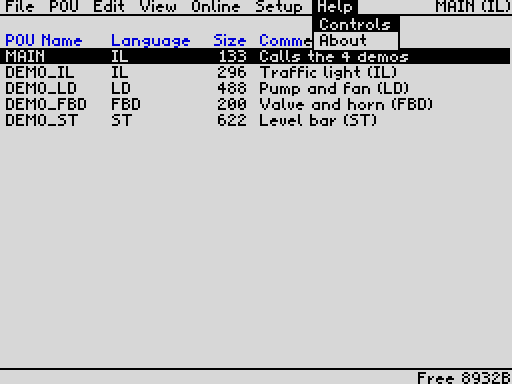 File POU Edit View Online Setup Help MAIN (IL)
Controls
About
POU Name Language Size Comme
MAIN IL 133 Calls the 4 demos
DEMO_IL IL 296 Traffic light (IL)
DEMO_LD LD 488 Pump and fan (LD)
DEMO_FBD FBD 200 Valve and horn (FBD)
DEMO_ST ST 622 Level bar (ST)
Free 8932B